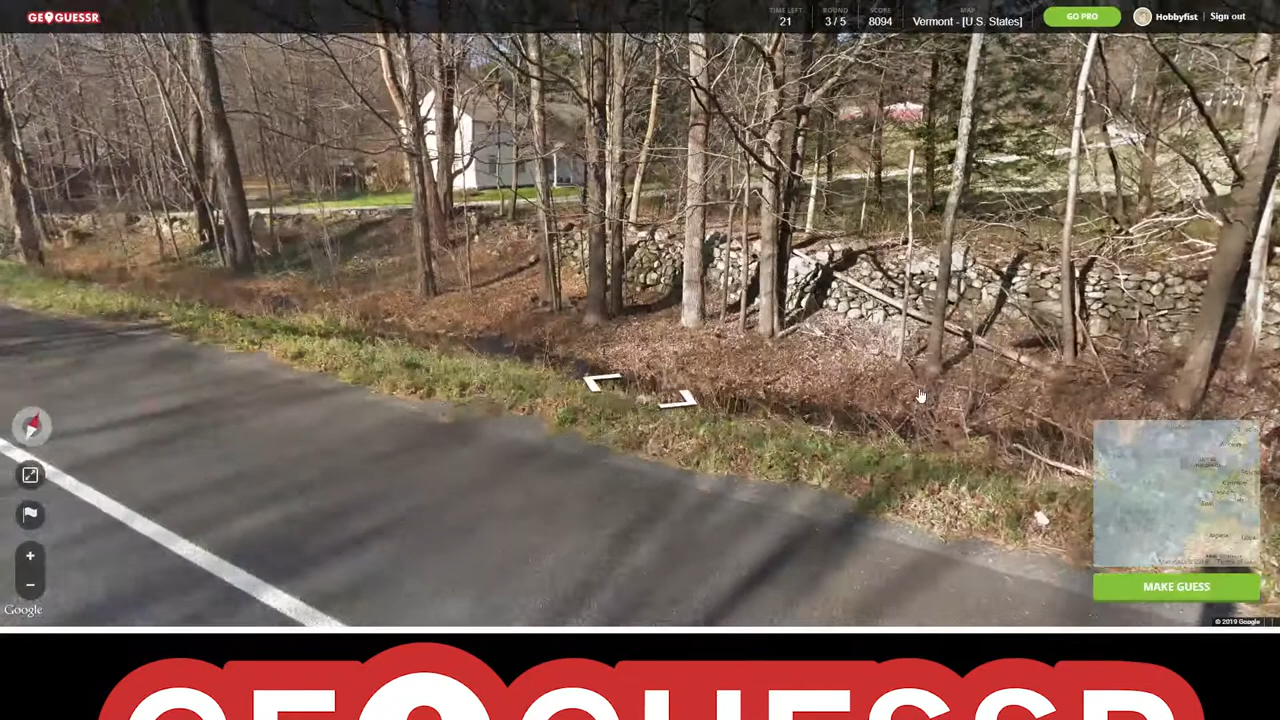 GEOGUESSR
TIME LEFT
21
ROUND
3 / 5
SCORE
8094
MAP
Vermont - [U.S. States]
GO PRO
Hobbyfist
Sign out
MAKE GUESS
Google
© 2019 Google
GEOGUESSR